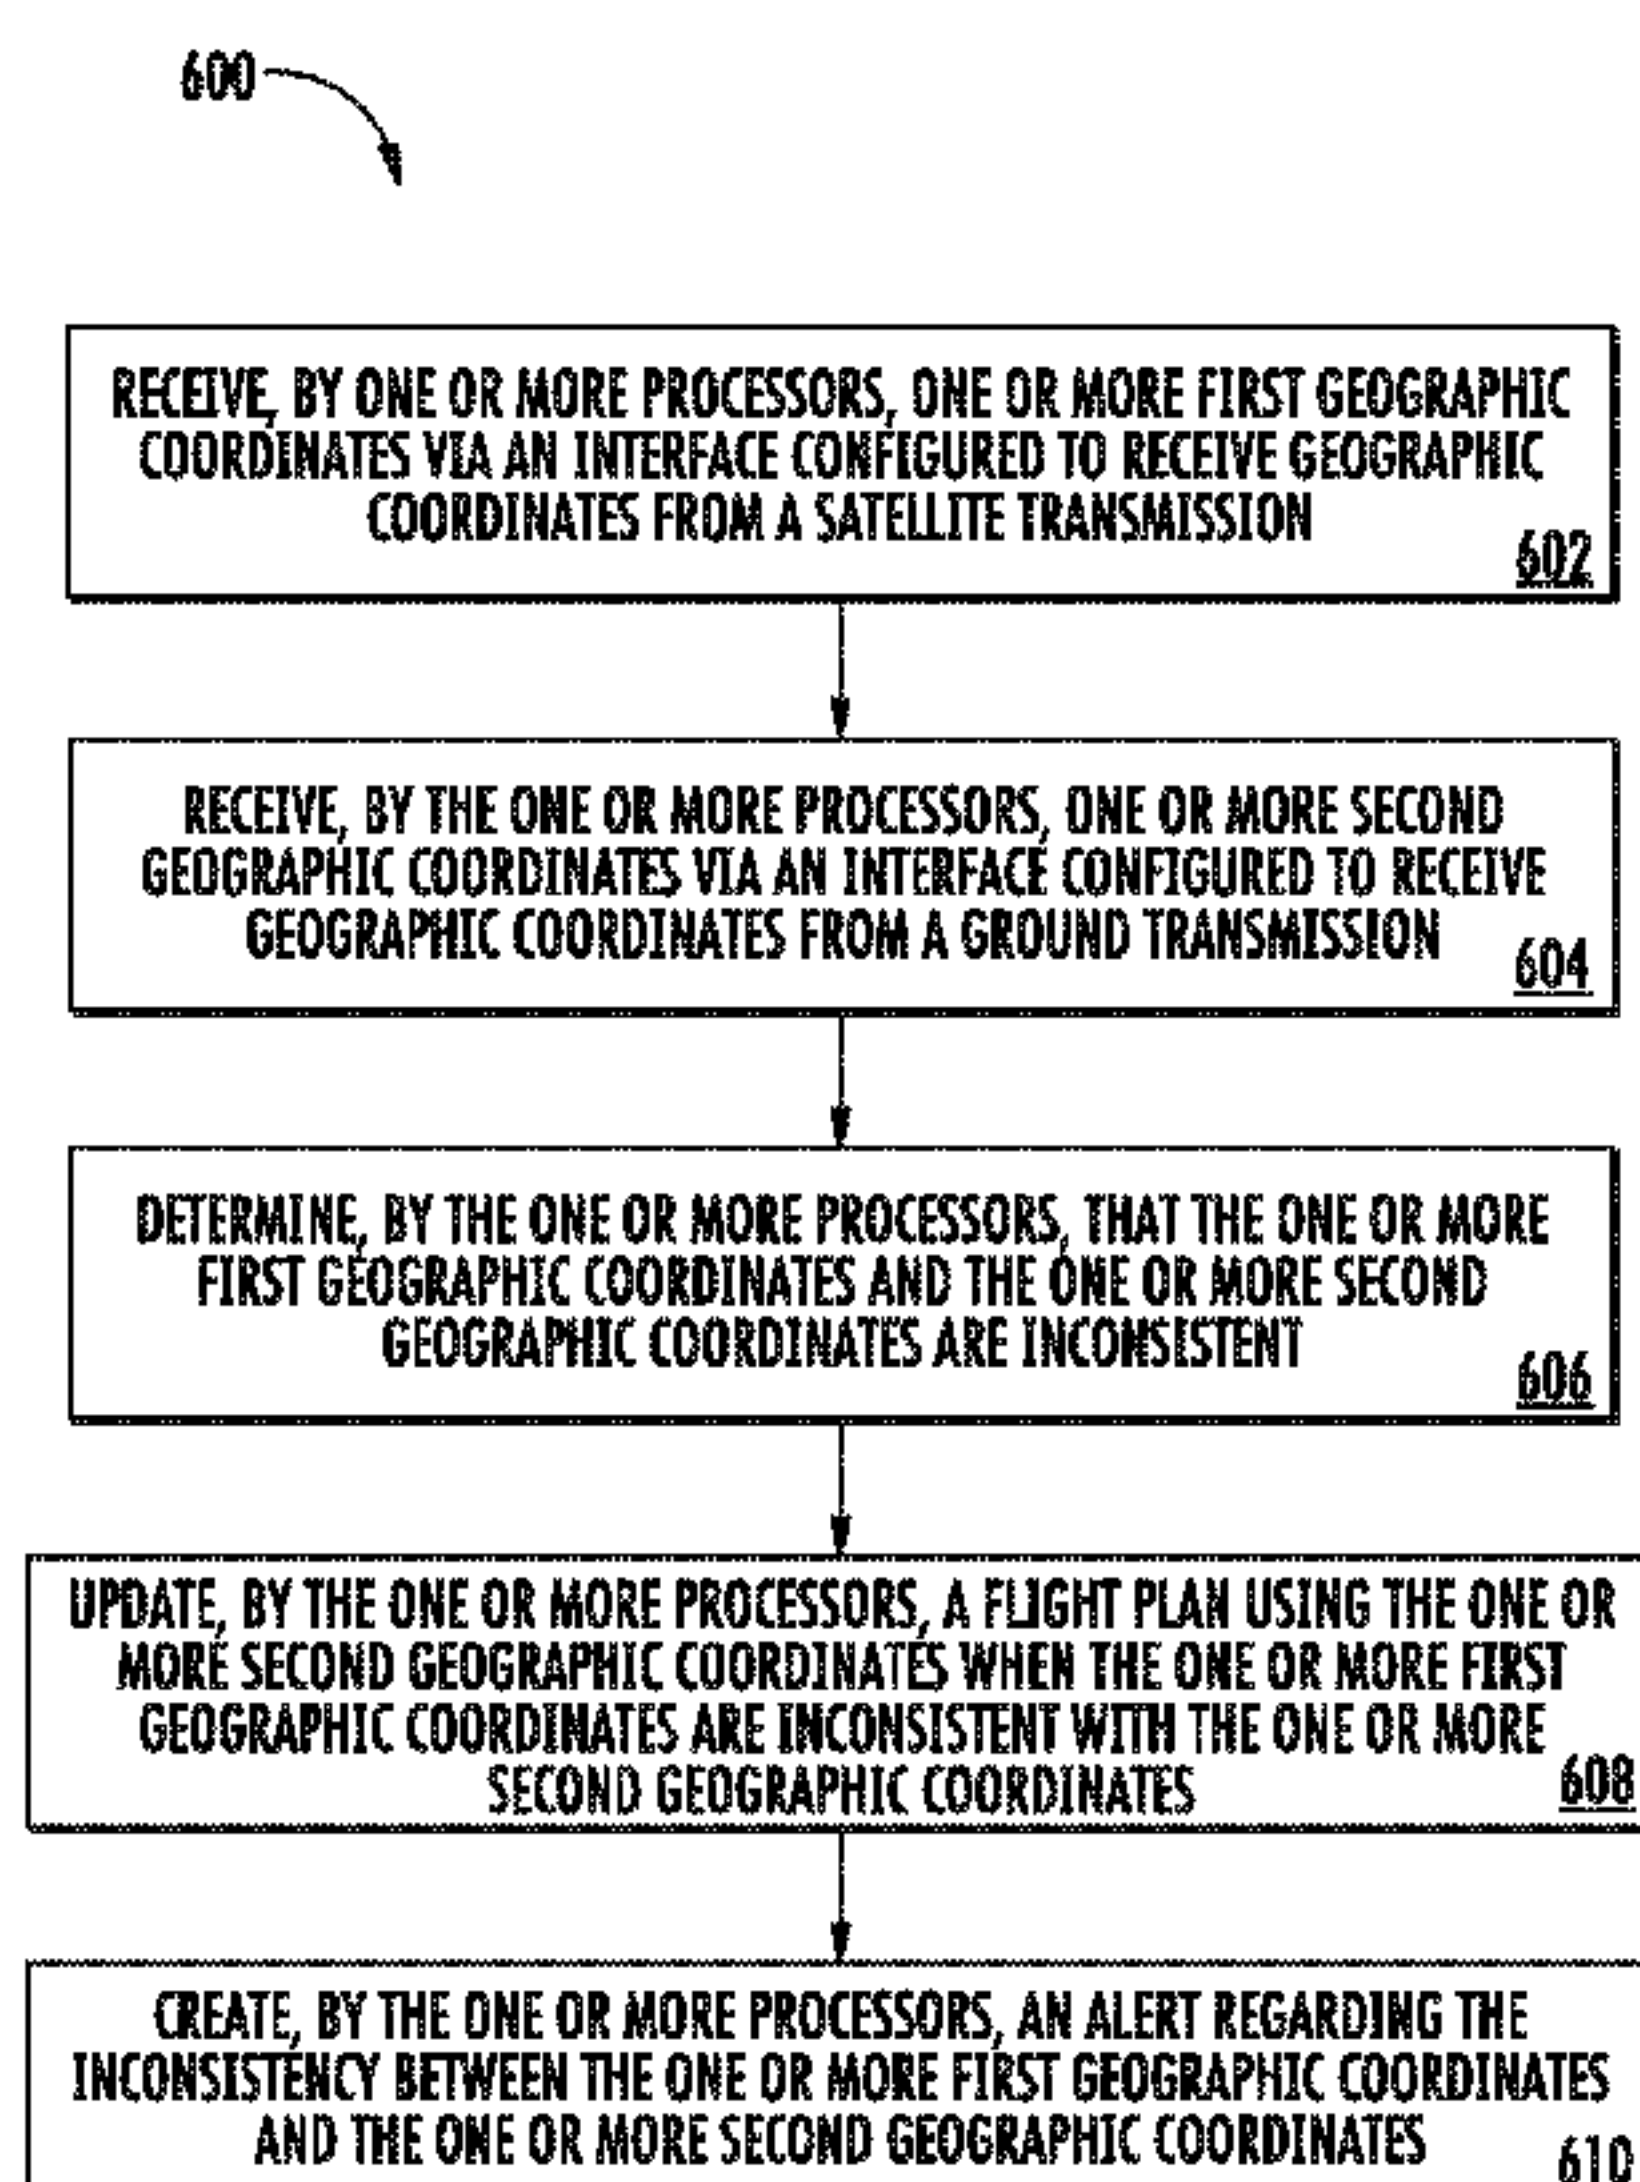 600
RECEIVE, BY ONE OR MORE PROCESSORS, ONE OR MORE FIRST GEOGRAPHIC
COORDINATES VIA AN INTERFACE CONFIGURED TO RECEIVE GEOGRAPHIC
COORDINATES FROM A SATELLITE TRANSMISSION
602
RECEIVE, BY THE ONE OR MORE PROCESSORS, ONE OR MORE SECOND
GEOGRAPHIC COORDINATES VIA AN INTERFACE CONFIGURED TO RECEIVE
GEOGRAPHIC COORDINATES FROM A GROUND TRANSMISSION
604
DETERMINE, BY THE ONE OR MORE PROCESSORS, THAT THE ONE OR MORE
FIRST GEOGRAPHIC COORDINATES AND THE ONE OR MORE SECOND
GEOGRAPHIC COORDINATES ARE INCONSISTENT
606
UPDATE, BY THE ONE OR MORE PROCESSORS, A FLIGHT PLAN USING THE ONE OR
MORE SECOND GEOGRAPHIC COORDINATES WHEN THE ONE OR MORE FIRST
GEOGRAPHIC COORDINATES ARE INCONSISTENT WITH THE ONE OR MORE
SECOND GEOGRAPHIC COORDINATES
608
CREATE, BY THE ONE OR MORE PROCESSORS, AN ALERT REGARDING THE
INCONSISTENCY BETWEEN THE ONE OR MORE FIRST GEOGRAPHIC COORDINATES
AND THE ONE OR MORE SECOND GEOGRAPHIC COORDINATES
610